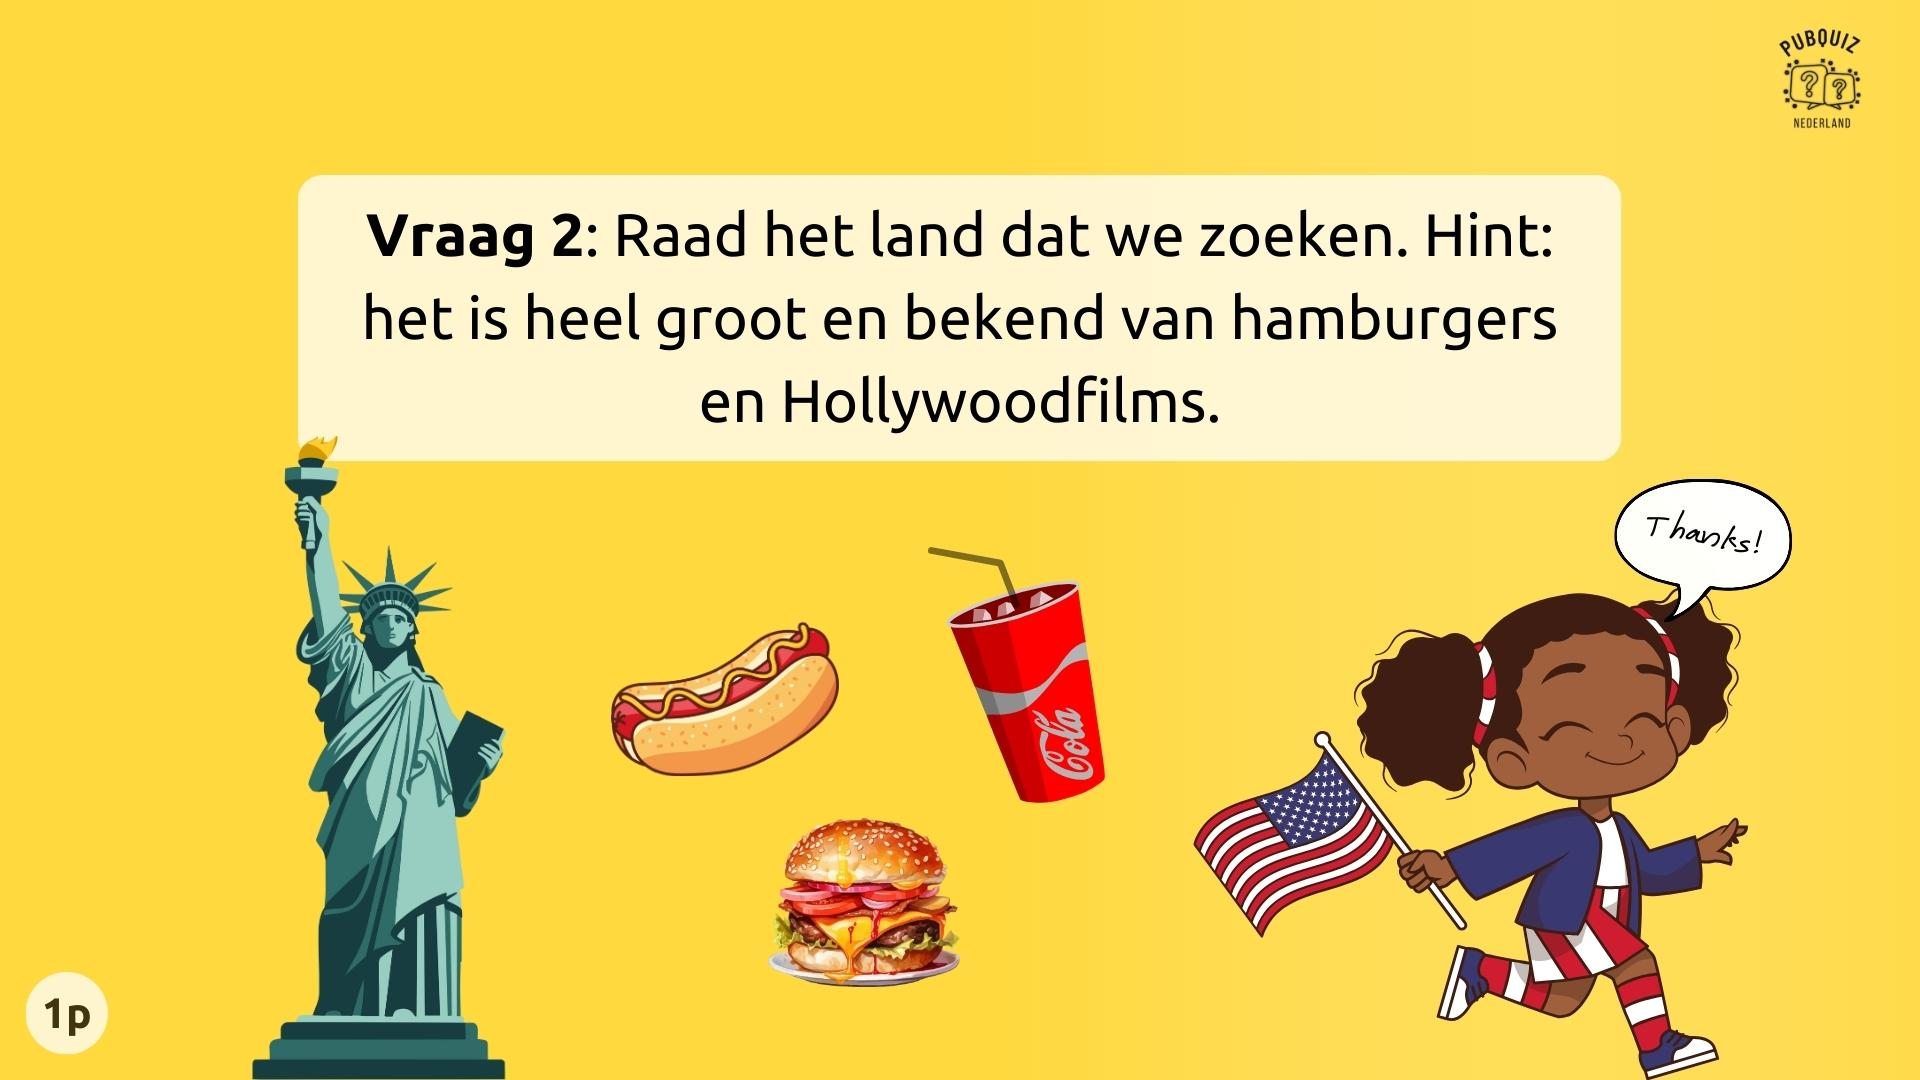 PUBQUIZ
? ?
NEDERLAND
Vraag 2: Raad het land dat we zoeken. Hint:
het is heel groot en bekend van hamburgers
en Hollywoodfilms.
Thanks!
Cola
1p